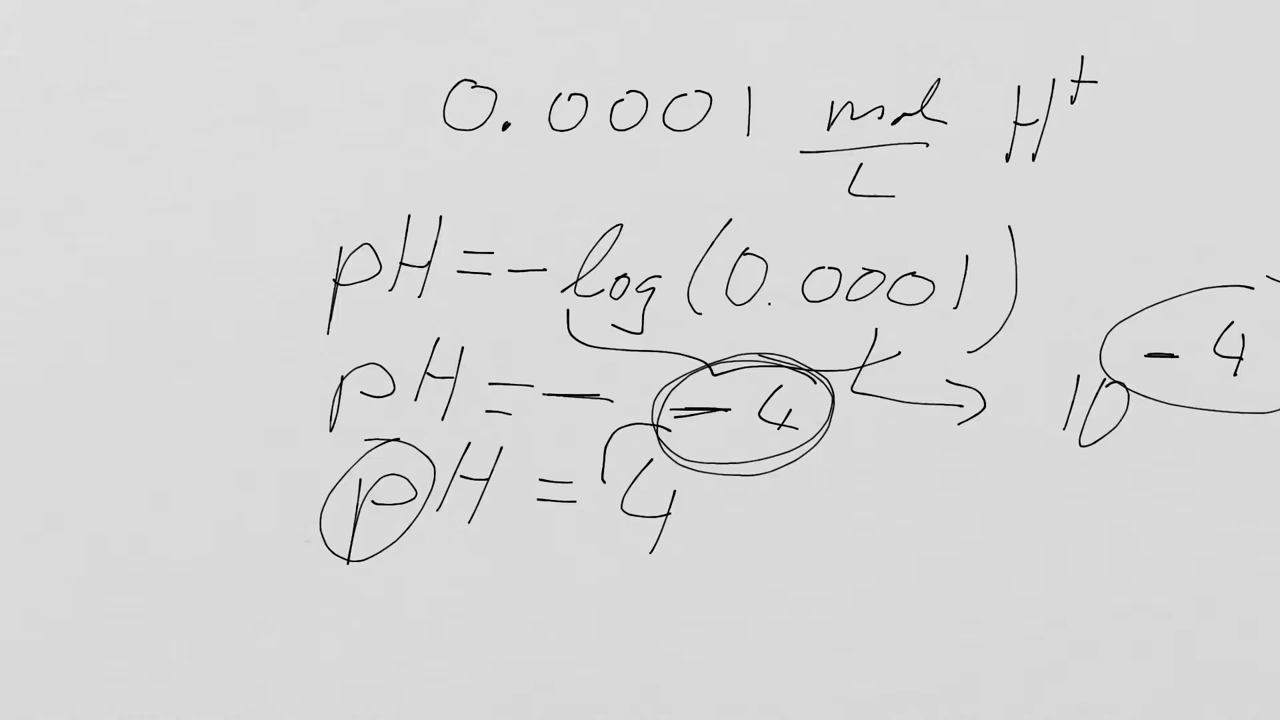 0.0001 mol/L H⁺
pH = - log (0.0001)
pH = - - 4 10⁻⁴
pH = 4